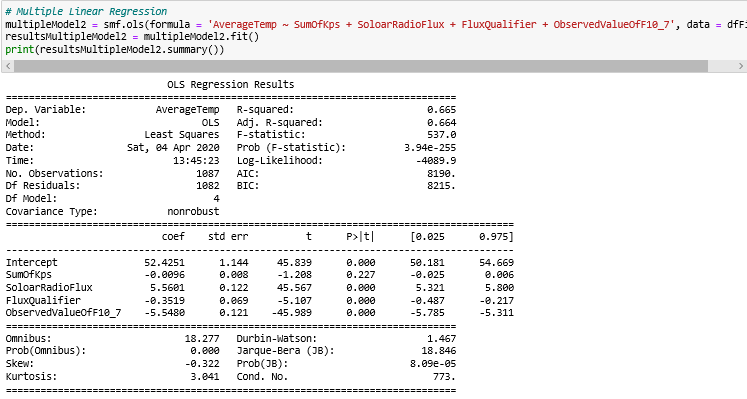 # Multiple Linear Regression
multipleModel2 = smf.ols(formula = 'AverageTemp ~ SumOfKps + SoloarRadioFlux + FluxQualifier + ObservedValueOfF10_7', data = dfFi
resultsMultipleModel2 = multipleModel2.fit()
print(resultsMultipleModel2.summary())
OLS Regression Results
==============================================================================
Dep. Variable: AverageTemp R-squared: 0.665
Model: OLS Adj. R-squared: 0.664
Method: Least Squares F-statistic: 537.0
Date: Sat, 04 Apr 2020 Prob (F-statistic): 3.94e-255
Time: 13:45:23 Log-Likelihood: -4089.9
No. Observations: 1087 AIC: 8190.
Df Residuals: 1082 BIC: 8215.
Df Model: 4
Covariance Type: nonrobust
========================================================================================
coef std err t P>|t| [0.025 0.975]
----------------------------------------------------------------------------------------
Intercept 52.4251 1.144 45.839 0.000 50.181 54.669
SumOfKps -0.0096 0.008 -1.208 0.227 -0.025 0.006
SoloarRadioFlux 5.5601 0.122 45.567 0.000 5.321 5.800
FluxQualifier -0.3519 0.069 -5.107 0.000 -0.487 -0.217
ObservedValueOfF10_7 -5.5480 0.121 -45.989 0.000 -5.785 -5.311
==============================================================================
Omnibus: 18.277 Durbin-Watson: 1.467
Prob(Omnibus): 0.000 Jarque-Bera (JB): 18.846
Skew: -0.322 Prob(JB): 8.09e-05
Kurtosis: 3.041 Cond. No. 773.
==============================================================================